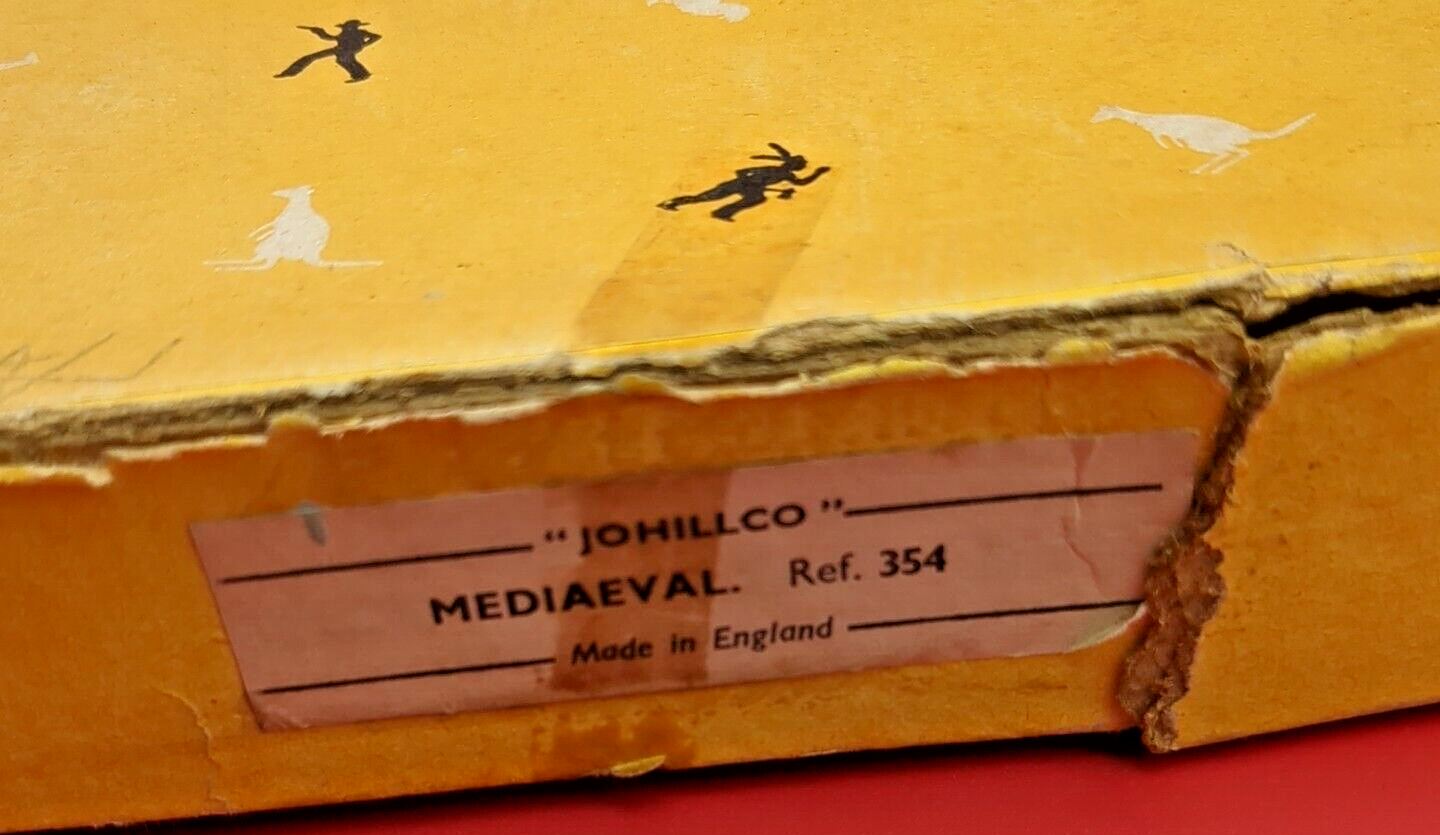 " JOHILLCO "
MEDIAEVAL. Ref. 354
Made in England